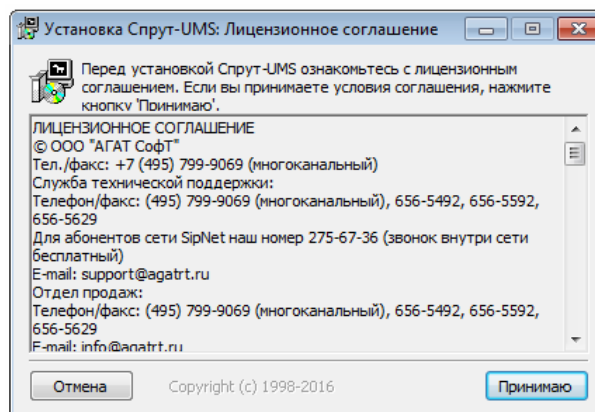 Установка Спрут-UMS: Лицензионное соглашение
Перед установкой Спрут-UMS ознакомьтесь с лицензионным
соглашением. Если вы принимаете условия соглашения, нажмите
кнопку 'Принимаю'.
ЛИЦЕНЗИОННОЕ СОГЛАШЕНИЕ
© ООО "АГАТ СофТ"
Тел./факс: +7 (495) 799-9069 (многоканальный)
Служба технической поддержки:
Телефон/факс: (495) 799-9069 (многоканальный), 656-5492, 656-5592,
656-5629
Для абонентов сети SipNet наш номер 275-67-36 (звонок внутри сети
бесплатный)
E-mail: support@agatrt.ru
Отдел продаж:
Телефон/факс: (495) 799-9069 (многоканальный), 656-5492, 656-5592,
656-5629
E-mail: info@agatrt.ru
Отмена
Copyright (c) 1998-2016
Принимаю